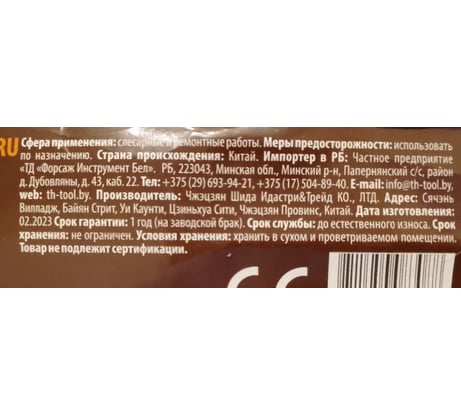 RU Сфера применения: слесарные и ремонтные работы. Меры предосторожности: использовать
по назначению. Страна происхождения: Китай. Импортер в РБ: Частное предприятие
«ТД «Форсаж Инструмент Бел». РБ, 223043, Минская обл., Минский р-н, Папернянский с/с, район
д. Дубовляны, д. 43, каб. 22. Тел: +375 (29) 693-94-21, +375 (17) 504-89-40. E-mail: info@th-tool.by,
web: th-tool.by. Производитель: Чжэцзян Шида Идастри&Трейд КО., ЛТД. Адрес: Сячэнь
Вилладж, Байян Стрит, Уи Каунти, Цзиньхуа Сити, Чжэцзян Провинс, Китай. Дата изготовления:
02.2023 Срок гарантии: 1 год (на заводской брак). Срок службы: до естественного износа. Срок
хранения: не ограничен. Условия хранения: хранить в сухом и проветриваемом помещении.
Товар не подлежит сертификации.
CE